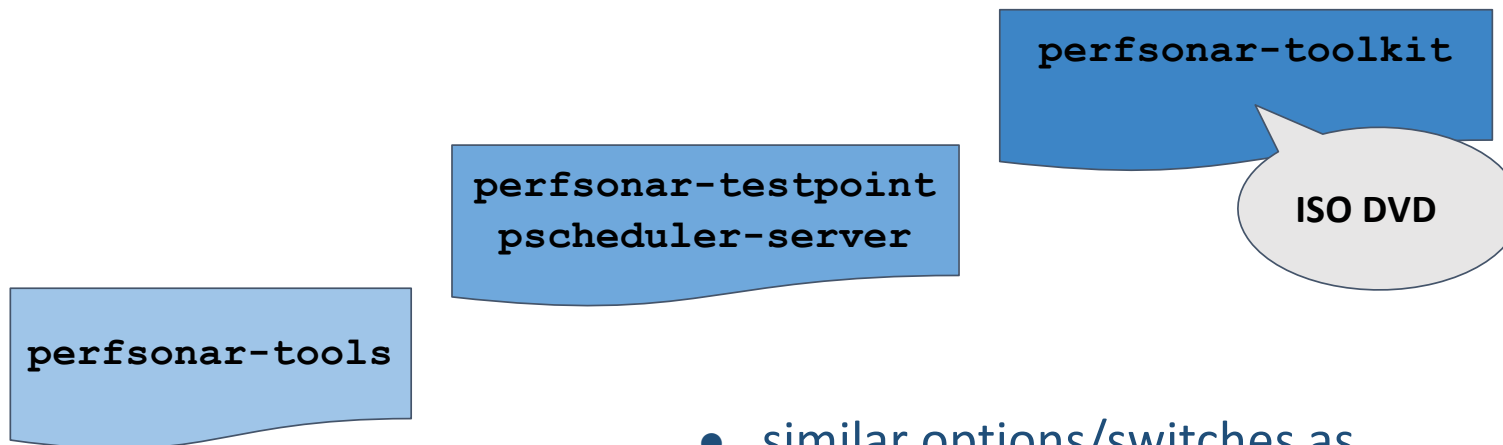 perfsonar-toolkit
ISO DVD
perfsonar-testpoint
pscheduler-server
perfsonar-tools
● similar options/switches as